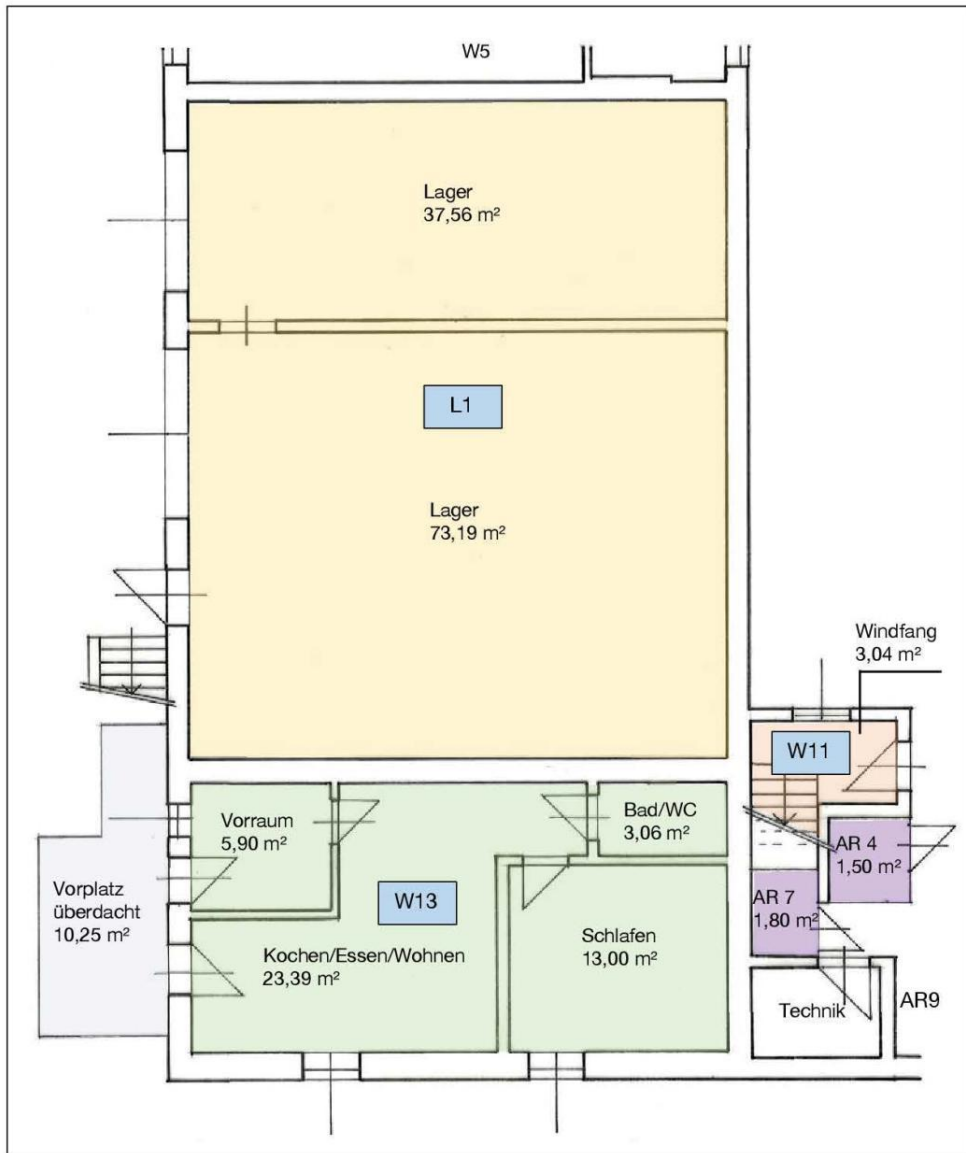 W5
Lager
37,56 m²
L1
Lager
73,19 m²
Windfang
3,04 m²
W11
Vorraum
5,90 m²
Bad/WC
3,06 m²
AR 4
1,50 m²
Vorplatz
überdacht
10,25 m²
W13
AR 7
1,80 m²
Kochen/Essen/Wohnen
23,39 m²
Schlafen
13,00 m²
Technik
AR9